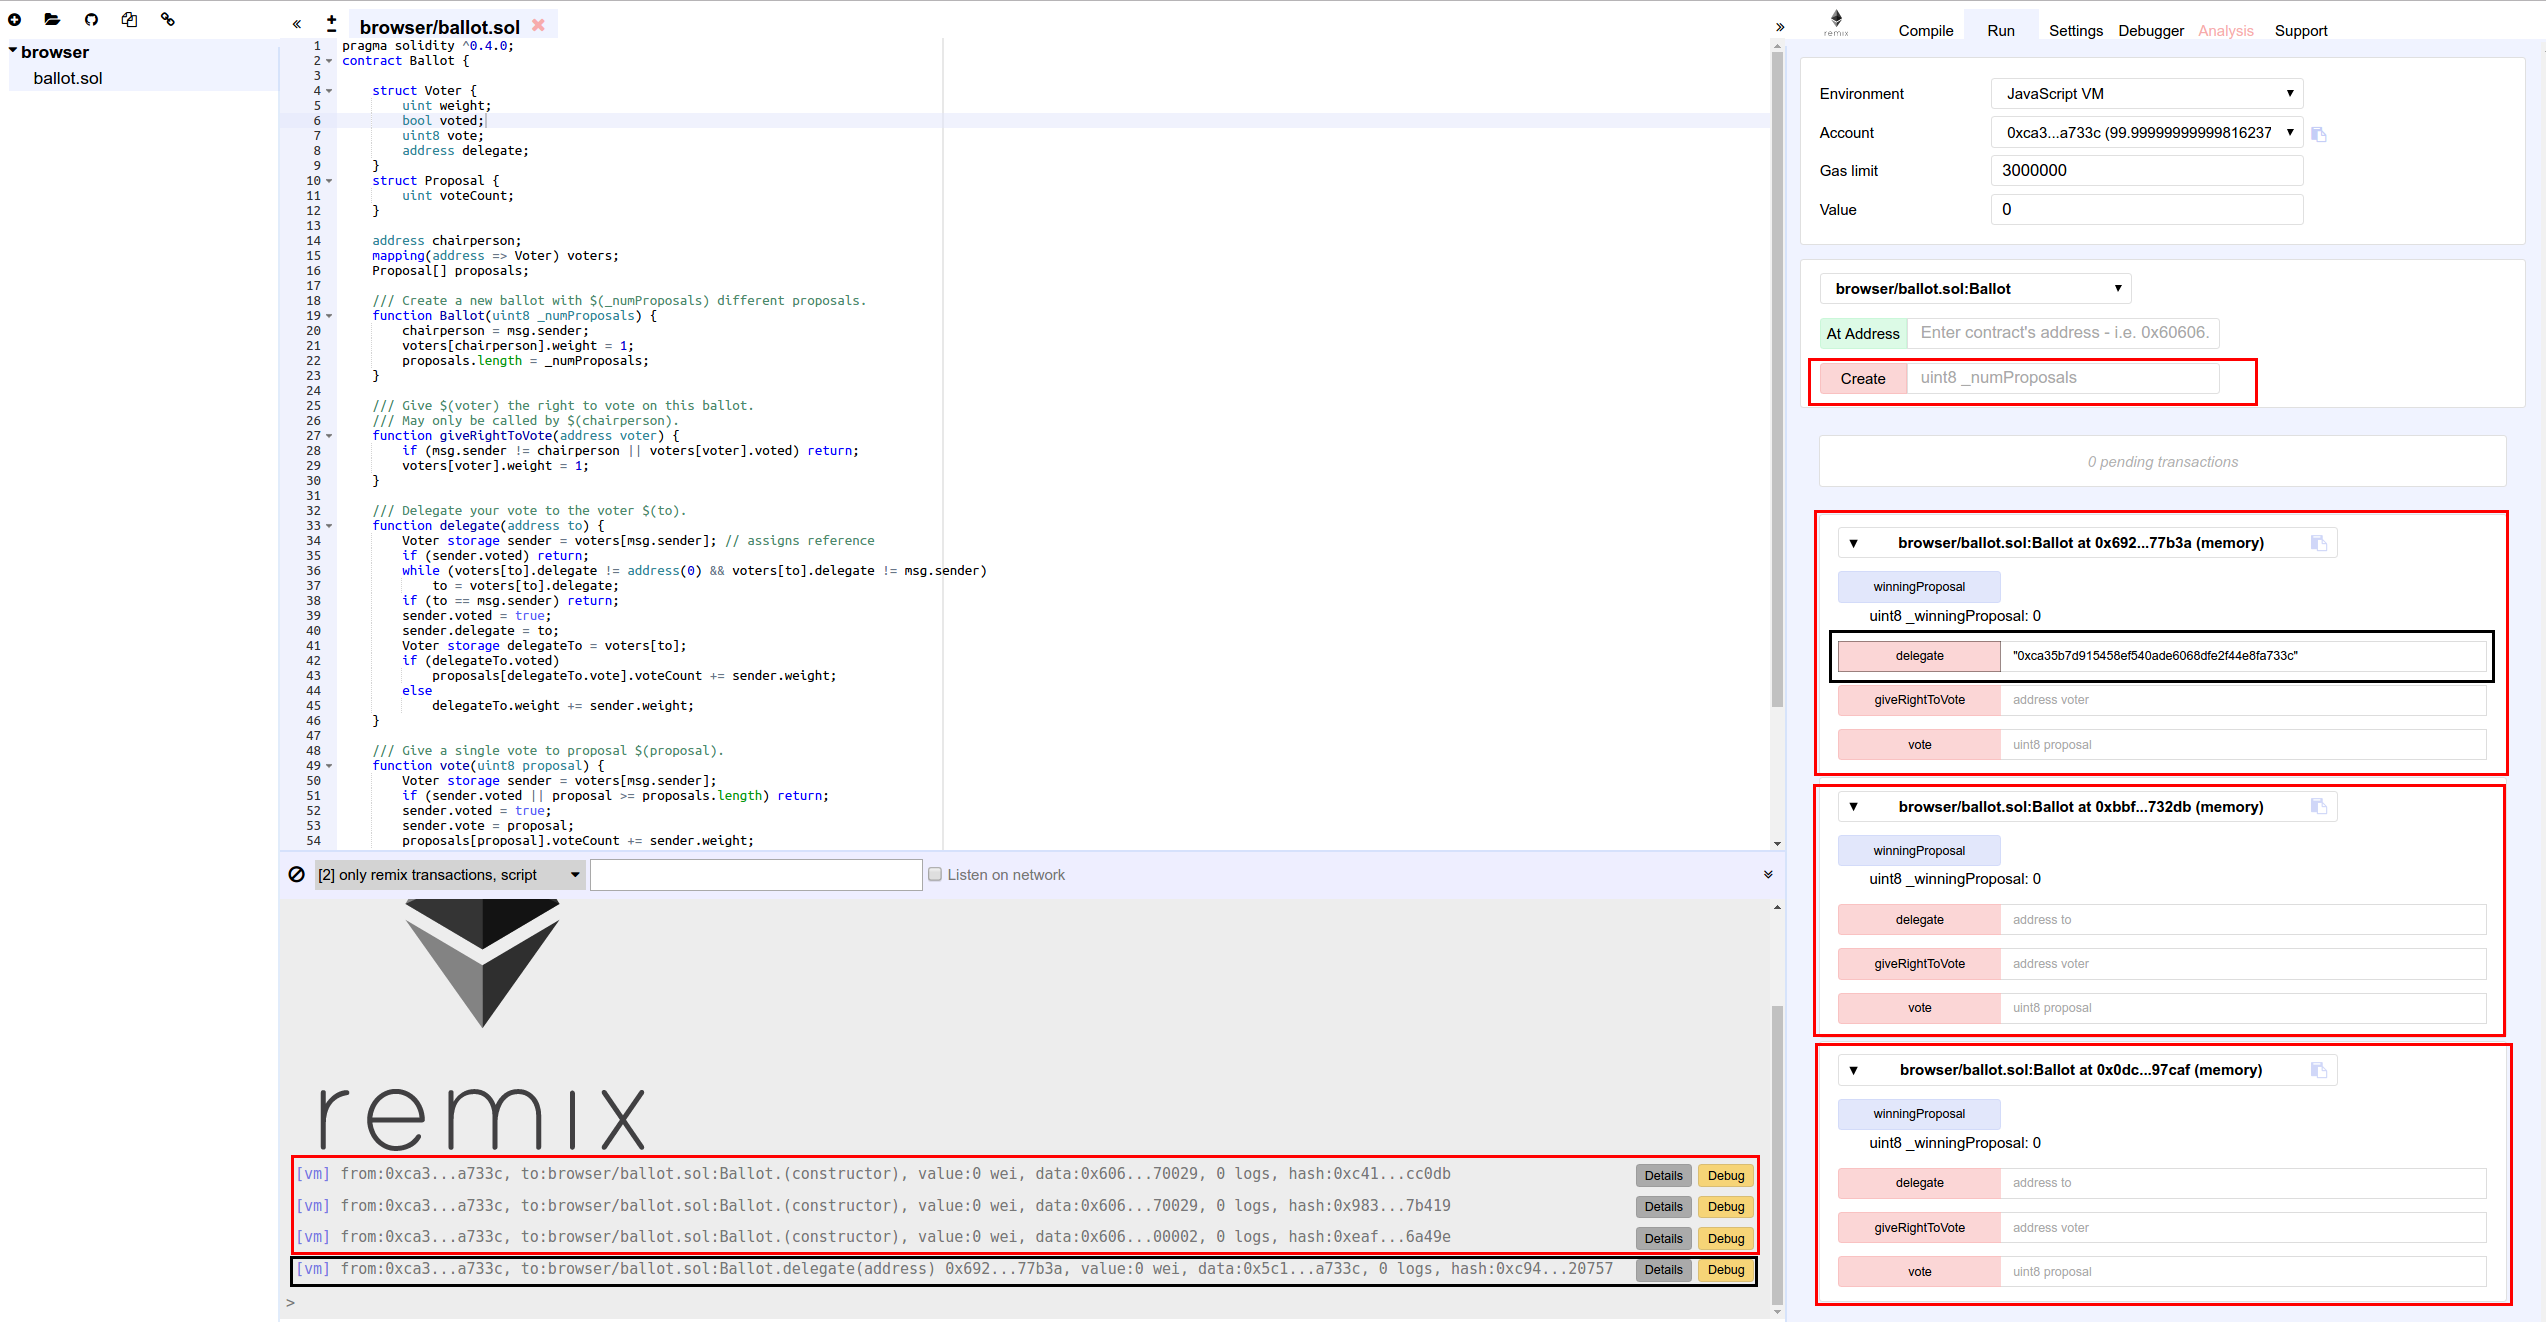 browser
ballot.sol
browser/ballot.sol
1 pragma solidity ^0.4.0;
2 contract Ballot {
3
4 struct Voter {
5 uint weight;
6 bool voted;
7 uint8 vote;
8 address delegate;
9 }
10 struct Proposal {
11 uint voteCount;
12 }
13
14 address chairperson;
15 mapping(address => Voter) voters;
16 Proposal[] proposals;
17
18 /// Create a new ballot with $(_numProposals) different proposals.
19 function Ballot(uint8 _numProposals) {
20 chairperson = msg.sender;
21 voters[chairperson].weight = 1;
22 proposals.length = _numProposals;
23 }
24
25 /// Give $(voter) the right to vote on this ballot.
26 /// May only be called by $(chairperson).
27 function giveRightToVote(address voter) {
28 if (msg.sender != chairperson || voters[voter].voted) return;
29 voters[voter].weight = 1;
30 }
31
32 /// Delegate your vote to the voter $(to).
33 function delegate(address to) {
34 Voter storage sender = voters[msg.sender]; // assigns reference
35 if (sender.voted) return;
36 while (voters[to].delegate != address(0) && voters[to].delegate != msg.sender)
37 to = voters[to].delegate;
38 if (to == msg.sender) return;
39 sender.voted = true;
40 sender.delegate = to;
41 Voter storage delegateTo = voters[to];
42 if (delegateTo.voted)
43 proposals[delegateTo.vote].voteCount += sender.weight;
44 else
45 delegateTo.weight += sender.weight;
46 }
47
48 /// Give a single vote to proposal $(proposal).
49 function vote(uint8 proposal) {
50 Voter storage sender = voters[msg.sender];
51 if (sender.voted || proposal >= proposals.length) return;
52 sender.voted = true;
53 sender.vote = proposal;
54 proposals[proposal].voteCount += sender.weight;
[2] only remix transactions, script
Listen on network
remix
[vm] from:0xca3...a733c, to:browser/ballot.sol:Ballot.(constructor), value:0 wei, data:0x606...70029, 0 logs, hash:0xc41...cc0db Details Debug
[vm] from:0xca3...a733c, to:browser/ballot.sol:Ballot.(constructor), value:0 wei, data:0x606...70029, 0 logs, hash:0x983...7b419 Details Debug
[vm] from:0xca3...a733c, to:browser/ballot.sol:Ballot.(constructor), value:0 wei, data:0x606...00002, 0 logs, hash:0xeaf...6a49e Details Debug
[vm] from:0xca3...a733c, to:browser/ballot.sol:Ballot.delegate(address) 0x692...77b3a, value:0 wei, data:0x5c1...a733c, 0 logs, hash:0xc94...20757 Details Debug
>
remix
Compile Run Settings Debugger Analysis Support
Environment JavaScript VM
Account 0xca3...a733c (99.99999999999816237
Gas limit 3000000
Value 0
browser/ballot.sol:Ballot
At Address Enter contract's address - i.e. 0x60606.
Create uint8 _numProposals
0 pending transactions
browser/ballot.sol:Ballot at 0x692...77b3a (memory)
winningProposal
uint8 _winningProposal: 0
delegate "0xca35b7d915458ef540ade6068dfe2f44e8fa733c"
giveRightToVote address voter
vote uint8 proposal
browser/ballot.sol:Ballot at 0xbbf...732db (memory)
winningProposal
uint8 _winningProposal: 0
delegate address to
giveRightToVote address voter
vote uint8 proposal
browser/ballot.sol:Ballot at 0x0dc...97caf (memory)
winningProposal
uint8 _winningProposal: 0
delegate address to
giveRightToVote address voter
vote uint8 proposal